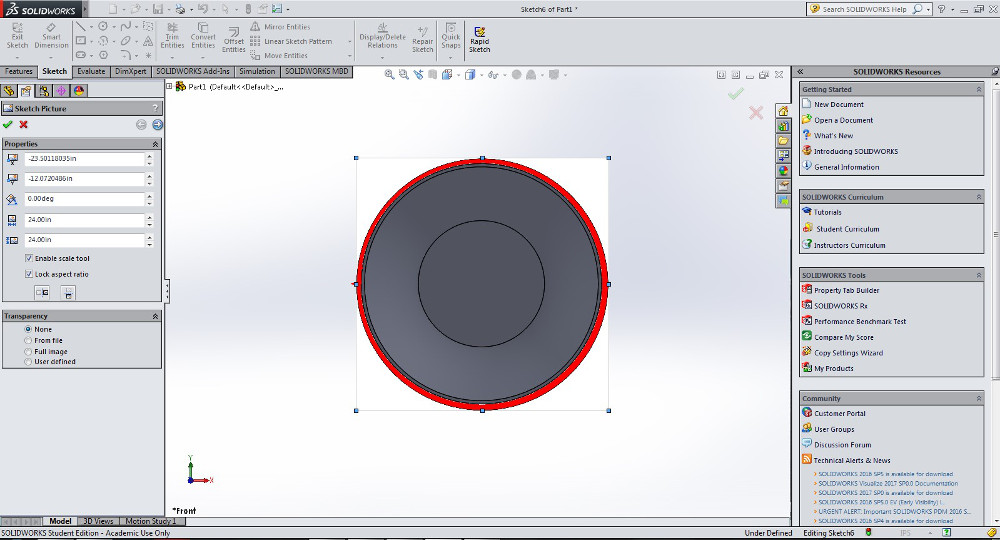 SOLIDWORKS
Sketch6 of Part1 *
Search SOLIDWORKS Help
Exit Sketch
Smart Dimension
Trim Entities
Convert Entities
Offset Entities
Mirror Entities
Linear Sketch Pattern
Move Entities
Display/Delete Relations
Repair Sketch
Quick Snaps
Rapid Sketch
Features
Sketch
Evaluate
DimXpert
SOLIDWORKS Add-Ins
Simulation
SOLIDWORKS MBD
Part1 (Default<<Default>_...
Sketch Picture
?
Properties
-23.50118035in
-12.0720486in
0.00deg
24.00in
24.00in
Enable scale tool
Lock aspect ratio
Transparency
None
From file
Full image
User defined
Y
X
*Front
SOLIDWORKS Resources
Getting Started
New Document
Open a Document
What's New
Introducing SOLIDWORKS
General Information
SOLIDWORKS Curriculum
Tutorials
Student Curriculum
Instructors Curriculum
SOLIDWORKS Tools
Property Tab Builder
SOLIDWORKS Rx
Performance Benchmark Test
Compare My Score
Copy Settings Wizard
My Products
Community
Customer Portal
User Groups
Discussion Forum
Technical Alerts & News
SOLIDWORKS 2016 SP5 is available for download
SOLIDWORKS Visualize 2017 SP0.0 Documentation
SOLIDWORKS 2017 SP0 is available for download
SOLIDWORKS 2016 SP5.0 EV (Early Visibility) i...
URGENT ALERT: Important SOLIDWORKS PDM 2016 S...
SOLIDWORKS 2016 SP4 is available for download
Model
3D Views
Motion Study 1
SOLIDWORKS Student Edition - Academic Use Only
Under Defined
Editing Sketch6
IPS